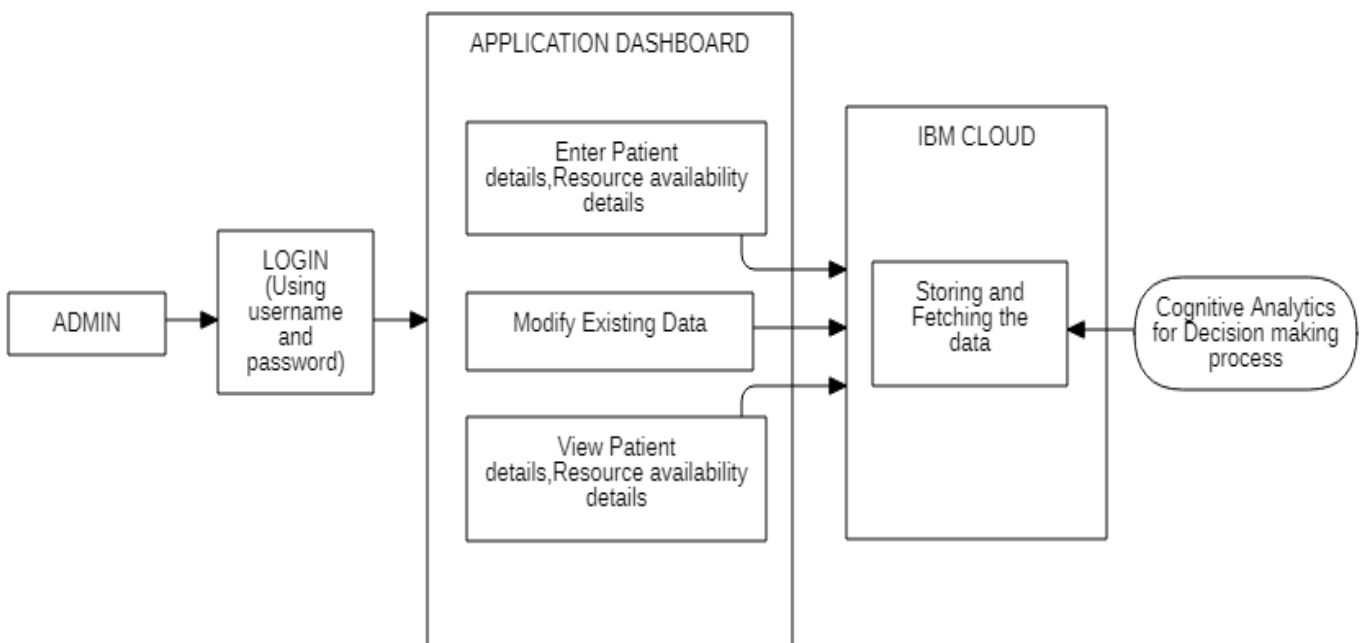 APPLICATION DASHBOARD
Enter Patient
details,Resource availability
details
IBM CLOUD
LOGIN
(Using
username
and
password)
ADMIN
Modify Existing Data
Storing and
Fetching the
data
Cognitive Analytics
for Decision making
process
View Patient
details,Resource availability
details